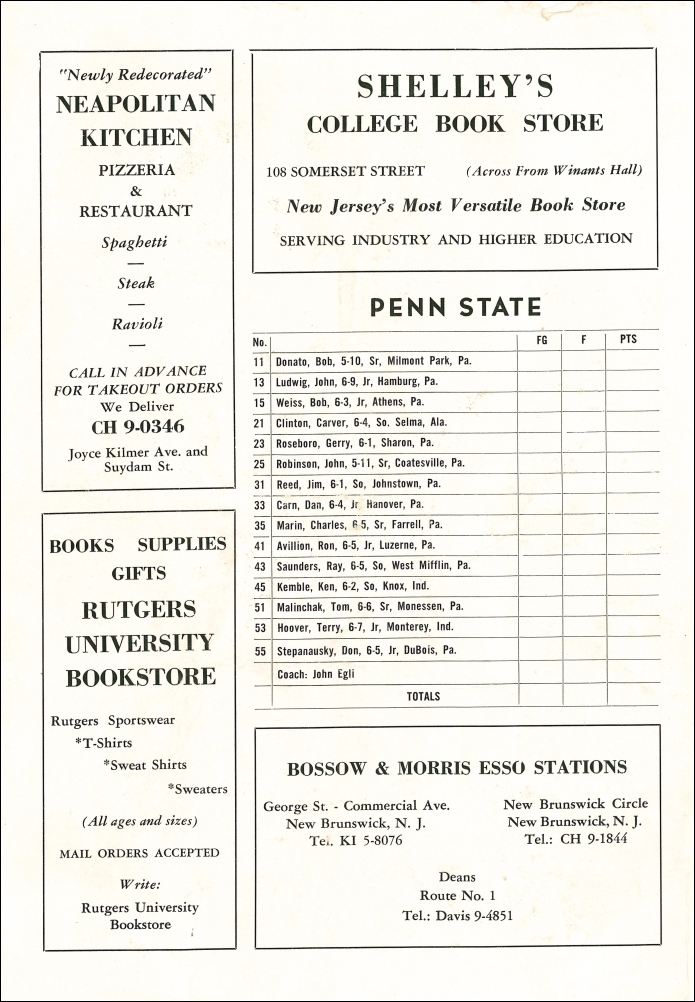 "Newly Redecorated"
NEAPOLITAN
KITCHEN
PIZZERIA
&
RESTAURANT
Spaghetti
—
Steak
—
Ravioli
—
CALL IN ADVANCE
FOR TAKEOUT ORDERS
We Deliver
CH 9-0346
Joyce Kilmer Ave. and
Suydam St.
BOOKS SUPPLIES
GIFTS
RUTGERS
UNIVERSITY
BOOKSTORE
Rutgers Sportswear
*T-Shirts
*Sweat Shirts
*Sweaters
(All ages and sizes)
MAIL ORDERS ACCEPTED
Write:
Rutgers University
Bookstore
SHELLEY'S
COLLEGE BOOK STORE
108 SOMERSET STREET (Across From Winants Hall)
New Jersey's Most Versatile Book Store
SERVING INDUSTRY AND HIGHER EDUCATION
PENN STATE
No. FG F PTS
11 Donato, Bob, 5-10, Sr, Milmont Park, Pa.
13 Ludwig, John, 6-9, Jr, Hamburg, Pa.
15 Weiss, Bob, 6-3, Jr, Athens, Pa.
21 Clinton, Carver, 6-4, So. Selma, Ala.
23 Roseboro, Gerry, 6-1, Sharon, Pa.
25 Robinson, John, 5-11, Sr, Coatesville, Pa.
31 Reed, Jim, 6-1, So, Johnstown, Pa.
33 Carn, Dan, 6-4, Jr Hanover, Pa.
35 Marin, Charles, 6 5, Sr, Farrell, Pa.
41 Avillion, Ron, 6-5, Jr, Luzerne, Pa.
43 Saunders, Ray, 6-5, So, West Mifflin, Pa.
45 Kemble, Ken, 6-2, So, Knox, Ind.
51 Malinchak, Tom, 6-6, Sr, Monessen, Pa.
53 Hoover, Terry, 6-7, Jr, Monterey, Ind.
55 Stepanausky, Don, 6-5, Jr, DuBois, Pa.
Coach: John Egli
TOTALS
BOSSOW & MORRIS ESSO STATIONS
George St. - Commercial Ave.
New Brunswick, N. J.
Te.. KI 5-8076
New Brunswick Circle
New Brunswick, N. J.
Tel.: CH 9-1844
Deans
Route No. 1
Tel.: Davis 9-4851